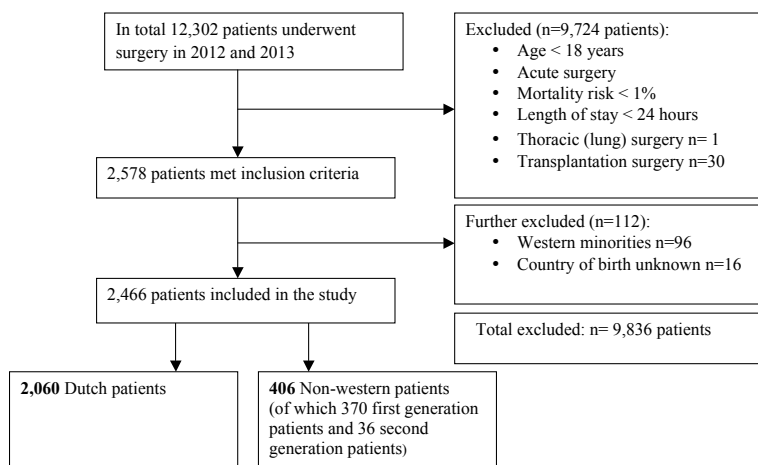 In total 12,302 patients underwent
surgery in 2012 and 2013
Excluded (n=9,724 patients):
• Age < 18 years
• Acute surgery
• Mortality risk < 1%
• Length of stay < 24 hours
• Thoracic (lung) surgery n= 1
• Transplantation surgery n=30
2,578 patients met inclusion criteria
Further excluded (n=112):
• Western minorities n=96
• Country of birth unknown n=16
2,466 patients included in the study
Total excluded: n= 9,836 patients
2,060 Dutch patients
406 Non-western patients
(of which 370 first generation
patients and 36 second
generation patients)